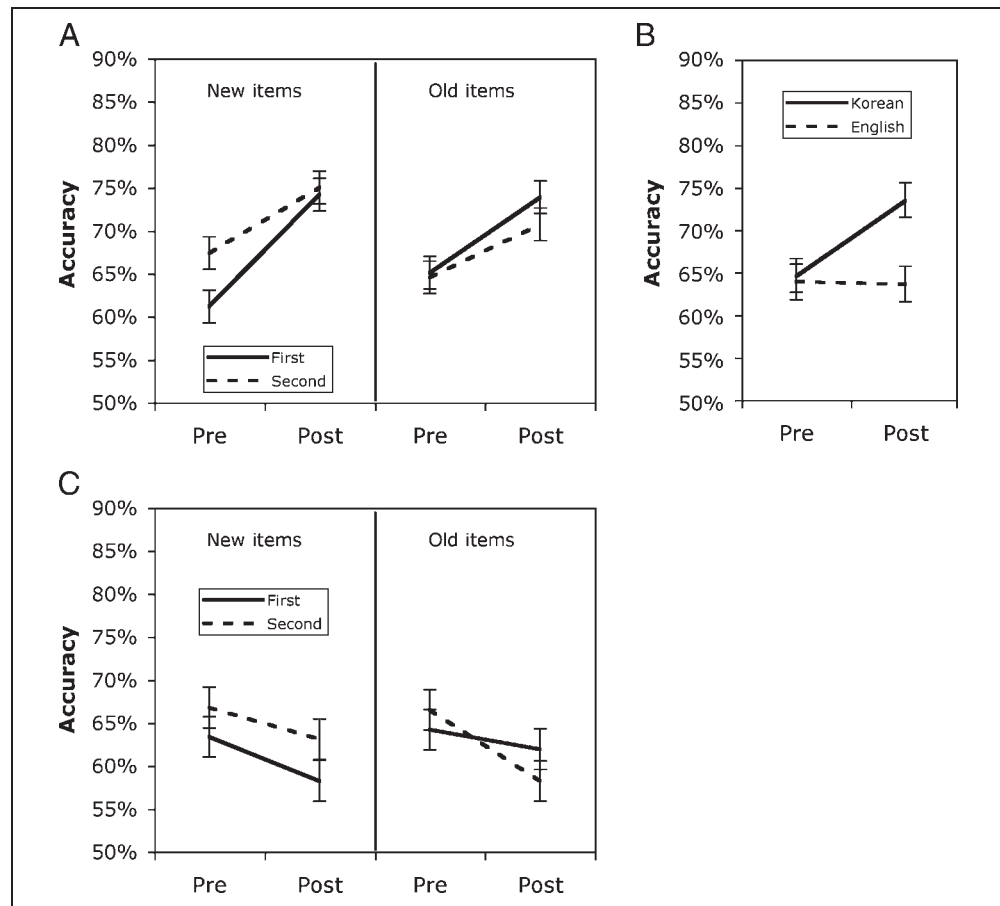 A
90%
85%
80%
75%
70%
65%
60%
55%
50%
Accuracy
New items
Old items
First
Second
Pre
Post
Pre
Post
B
90%
85%
80%
75%
70%
65%
60%
55%
50%
Accuracy
Korean
English
Pre
Post
C
90%
85%
80%
75%
70%
65%
60%
55%
50%
Accuracy
New items
Old items
First
Second
Pre
Post
Pre
Post